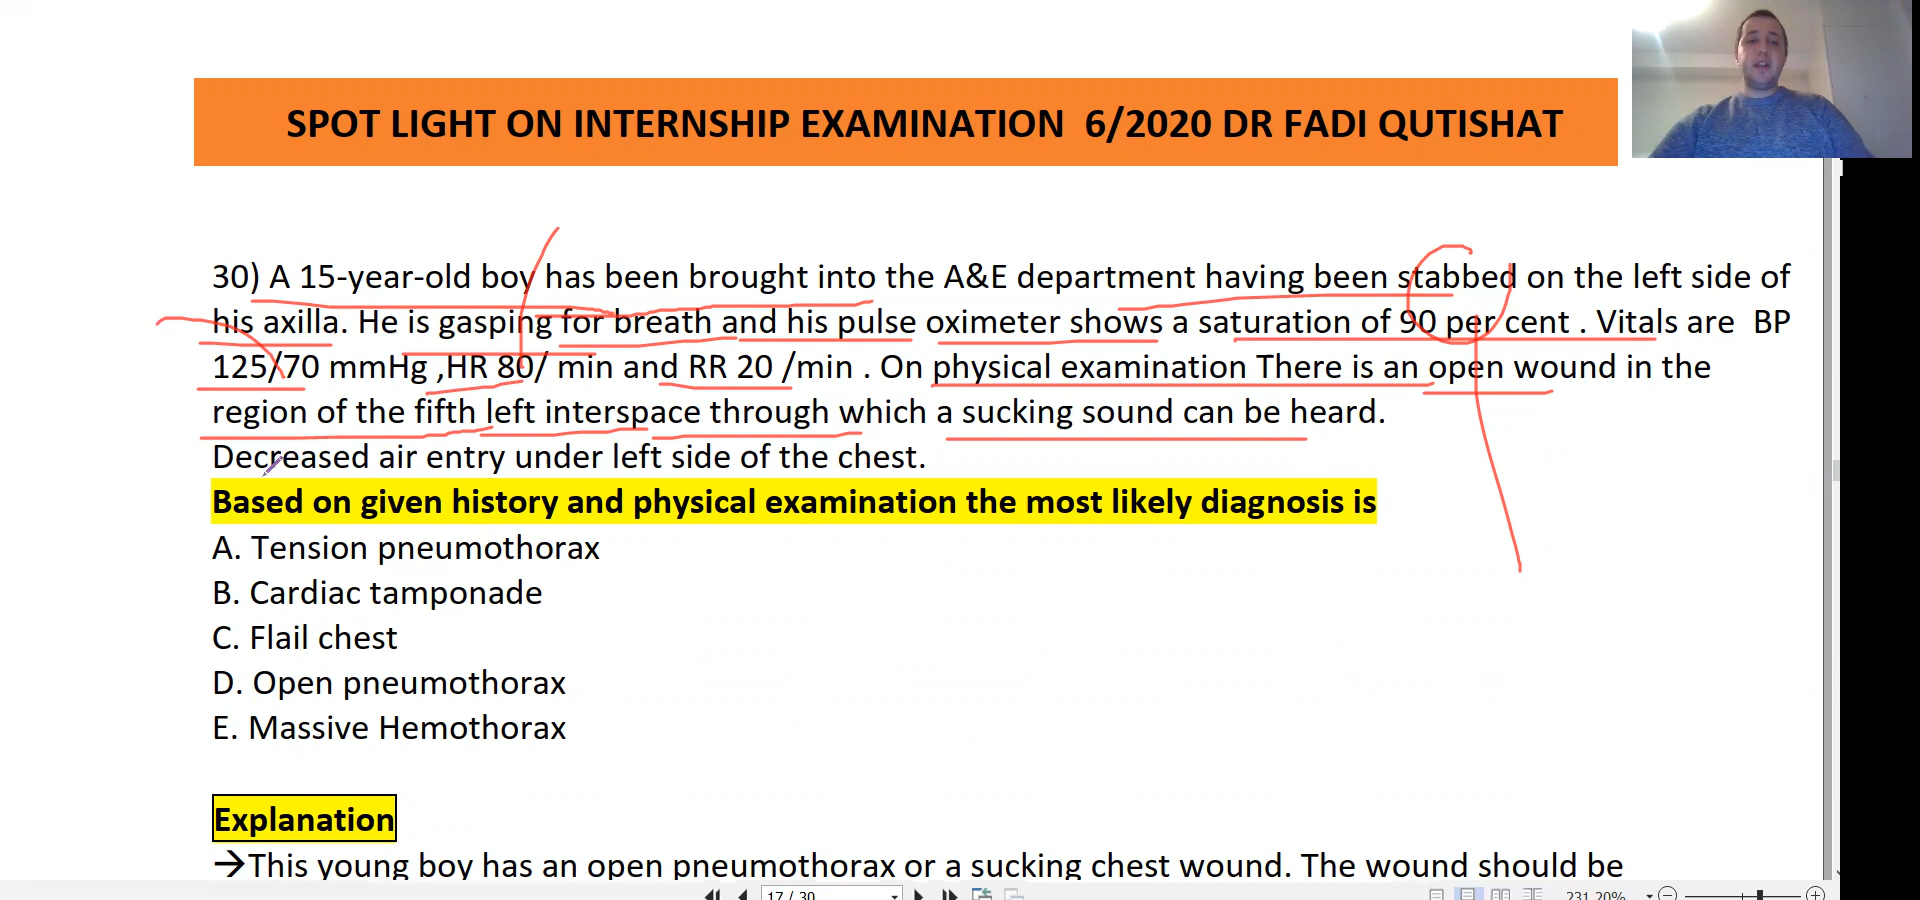 SPOT LIGHT ON INTERNSHIP EXAMINATION 6/2020 DR FADI QUTISHAT
30) A 15-year-old boy has been brought into the A&E department having been stabbed on the left side of
his axilla. He is gasping for breath and his pulse oximeter shows a saturation of 90 per cent . Vitals are BP
125/70 mmHg ,HR 80/ min and RR 20 /min . On physical examination There is an open wound in the
region of the fifth left interspace through which a sucking sound can be heard.
Decreased air entry under left side of the chest.
Based on given history and physical examination the most likely diagnosis is
A. Tension pneumothorax
B. Cardiac tamponade
C. Flail chest
D. Open pneumothorax
E. Massive Hemothorax
Explanation
→This young boy has an open pneumothorax or a sucking chest wound. The wound should be
17 / 30 231.20%